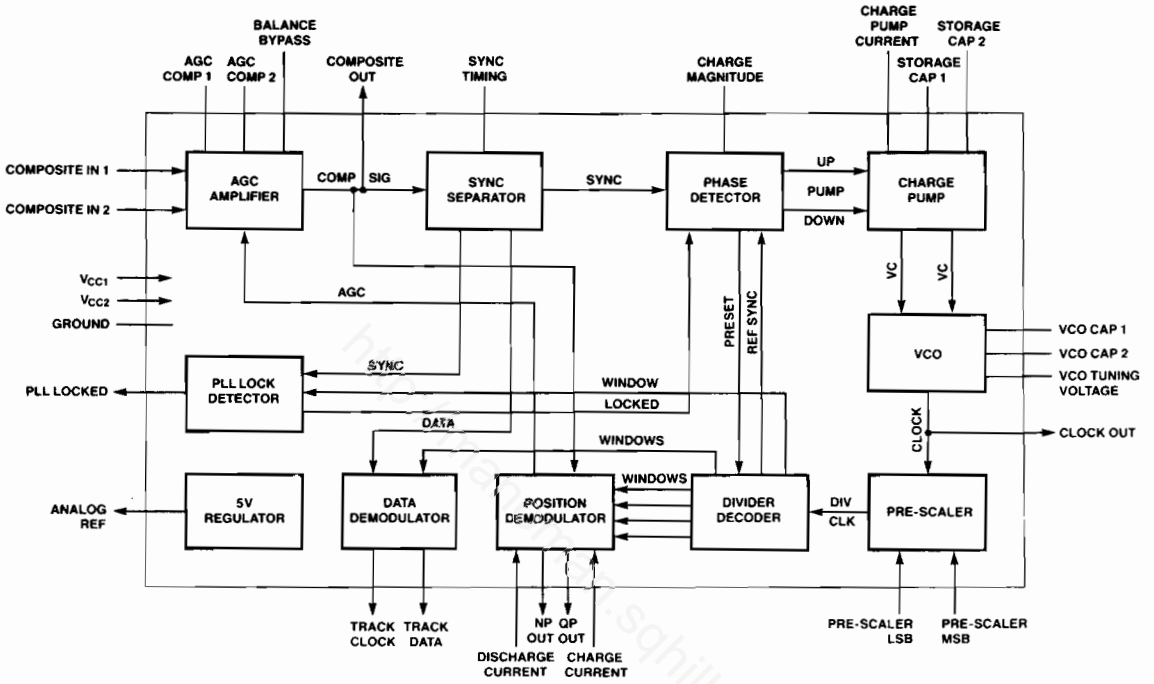 BALANCE
BYPASS
AGC
COMP 1
AGC
COMP 2
COMPOSITE
OUT
SYNC
TIMING
CHARGE
MAGNITUDE
CHARGE
PUMP
CURRENT
STORAGE
CAP 2
STORAGE
CAP 1
COMPOSITE IN 1
COMPOSITE IN 2
AGC
AMPLIFIER
COMP
SIG
SYNC
SEPARATOR
SYNC
PHASE
DETECTOR
UP
PUMP
DOWN
CHARGE
PUMP
VCC1
VCC2
GROUND
AGC
PRESET
REF SYNC
VC
VC
VCO
VCO CAP 1
VCO CAP 2
VCO TUNING
VOLTAGE
PLL LOCKED
PLL LOCK
DETECTOR
SYNC
WINDOW
LOCKED
DATA
WINDOWS
WINDOWS
CLOCK
CLOCK OUT
ANALOG
REF
5V
REGULATOR
DATA
DEMODULATOR
POSITION
DEMODULATOR
DIVIDER
DECODER
DIV
CLK
PRE-SCALER
TRACK
CLOCK
TRACK
DATA
NP
OUT
QP
OUT
DISCHARGE
CURRENT
CHARGE
CURRENT
PRE-SCALER
LSB
PRE-SCALER
MSB